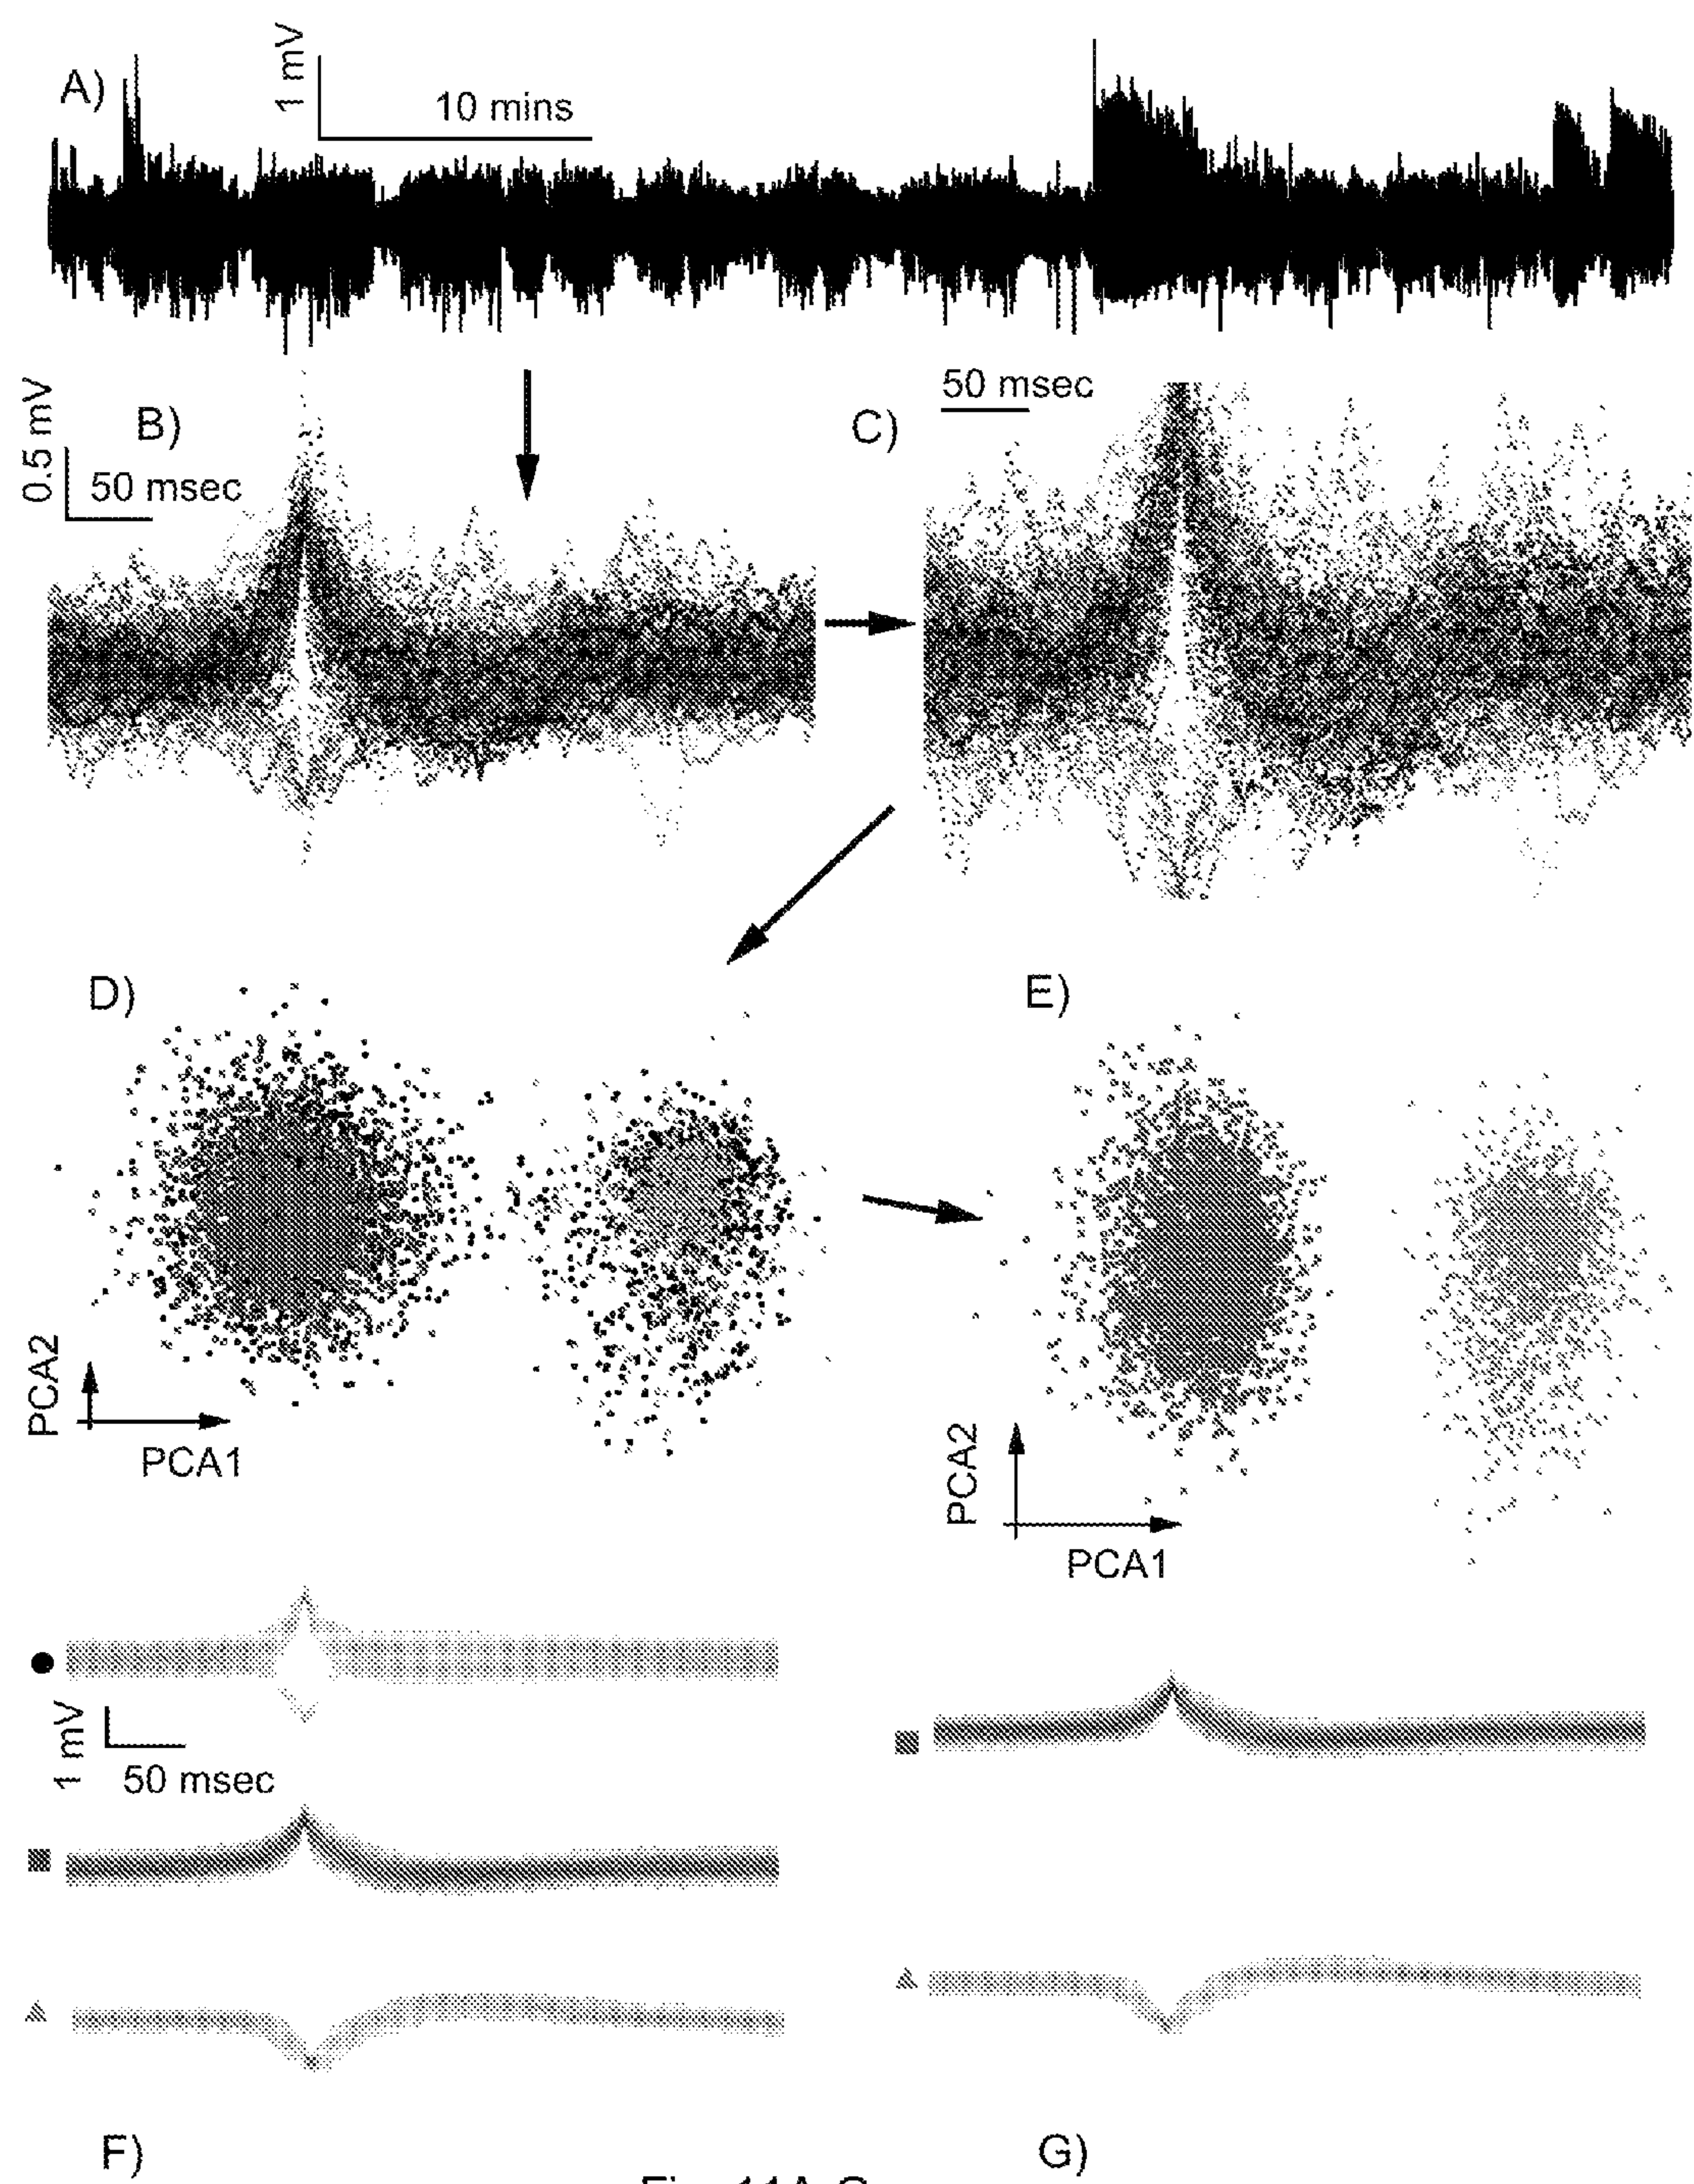 A)
1 mV
10 mins
0.5 mV
B)
50 msec
C)
50 msec
D)
PCA2
PCA1
E)
PCA2
PCA1
1 mV
50 msec
F)
G)